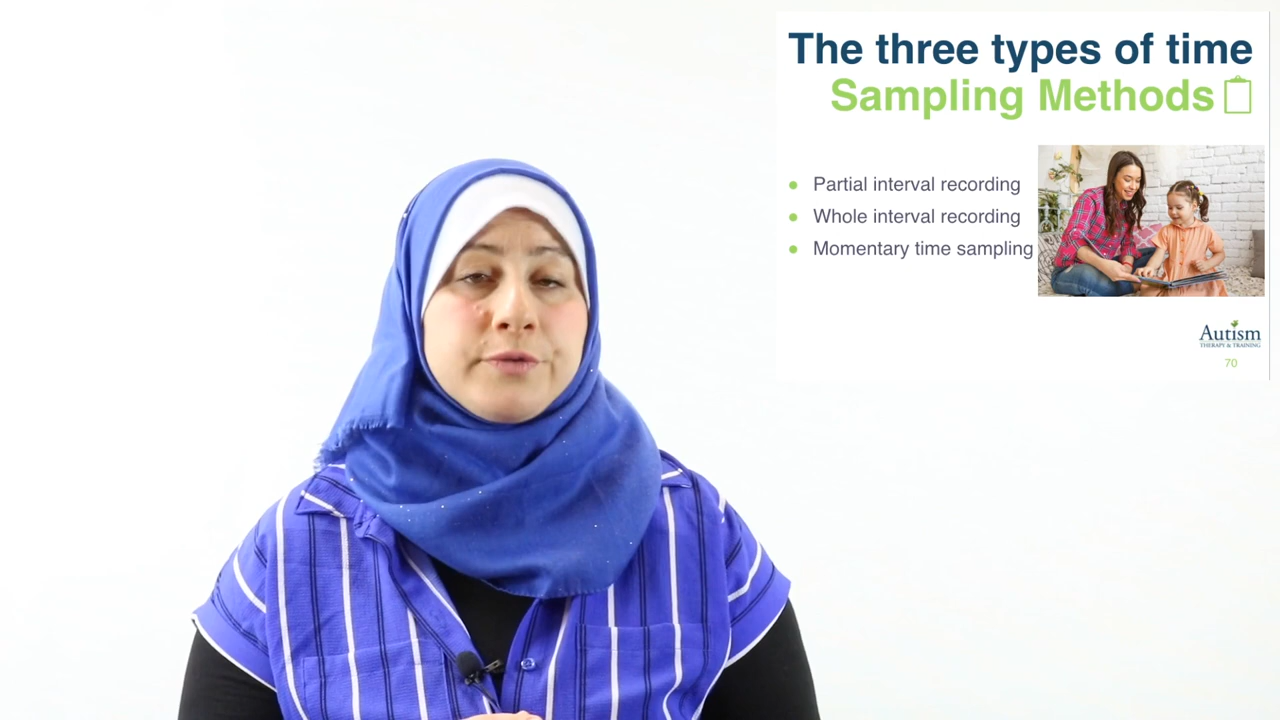 The three types of time
Sampling Methods
Partial interval recording
Whole interval recording
Momentary time sampling
Autism
THERAPY & TRAINING
70